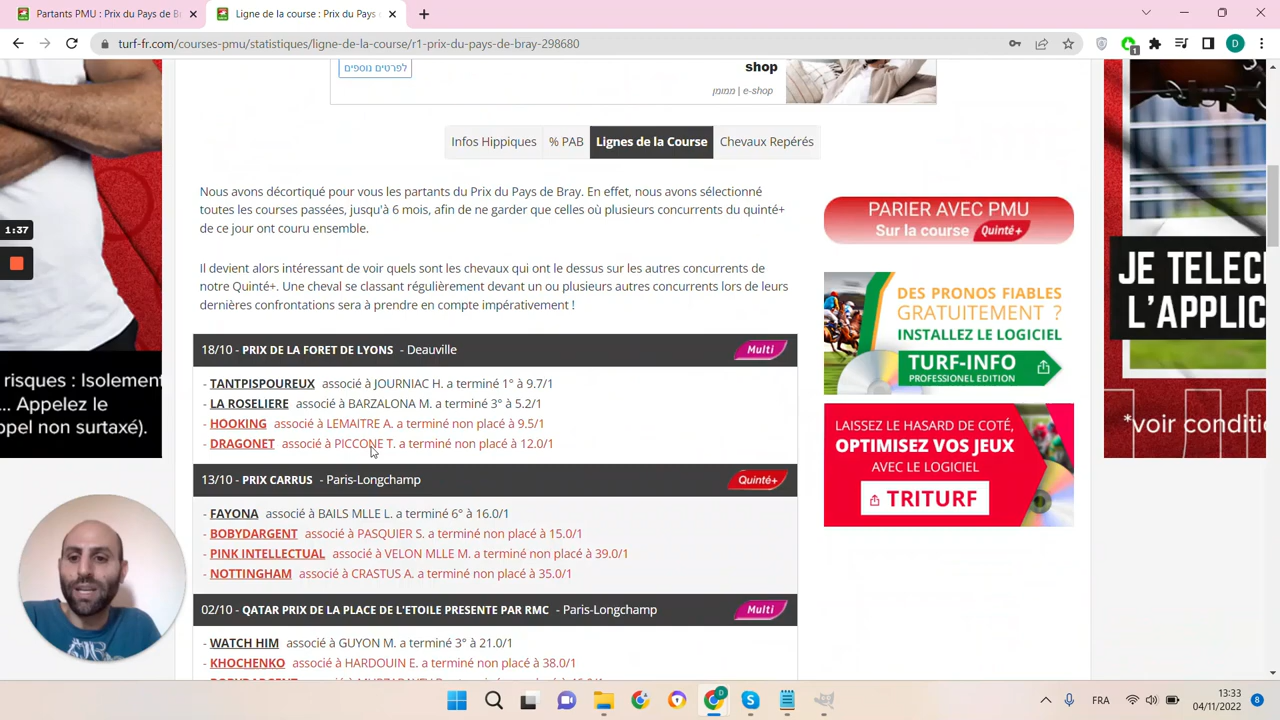 Partants PMU : Prix du Pays de B
Ligne de la course : Prix du Pays
turf-fr.com/courses-pmu/statistiques/ligne-de-la-course/r1-prix-du-pays-de-bray-298680
D
1
לפרטים נוספים
shop
ממומן | e-shop
Infos Hippiques
% PAB
Lignes de la Course
Chevaux Repérés
Nous avons décortiqué pour vous les partants du Prix du Pays de Bray. En effet, nous avons sélectionné
toutes les courses passées, jusqu'à 6 mois, afin de ne garder que celles où plusieurs concurrents du quinté+
de ce jour ont couru ensemble.
Il devient alors intéressant de voir quels sont les chevaux qui ont le dessus sur les autres concurrents de
notre Quinté+. Une cheval se classant régulièrement devant un ou plusieurs autres concurrents lors de leurs
dernières confrontations sera à prendre en compte impérativement !
18/10 - PRIX DE LA FORET DE LYONS - Deauville
Multi
- TANTPISPOUREUX associé à JOURNIAC H. a terminé 1° à 9.7/1
- LA ROSELIERE associé à BARZALONA M. a terminé 3° à 5.2/1
- HOOKING associé à LEMAITRE A. a terminé non placé à 9.5/1
- DRAGONET associé à PICCONE T. a terminé non placé à 12.0/1
13/10 - PRIX CARRUS - Paris-Longchamp
Quinté+
- FAYONA associé à BAILS MLLE L. a terminé 6° à 16.0/1
- BOBYDARGENT associé à PASQUIER S. a terminé non placé à 15.0/1
- PINK INTELLECTUAL associé à VELON MLLE M. a terminé non placé à 39.0/1
- NOTTINGHAM associé à CRASTUS A. a terminé non placé à 35.0/1
02/10 - QATAR PRIX DE LA PLACE DE L'ETOILE PRESENTE PAR RMC - Paris-Longchamp
Multi
- WATCH HIM associé à GUYON M. a terminé 3° à 21.0/1
- KHOCHENKO associé à HARDOUIN E. a terminé non placé à 38.0/1
PARIER AVEC PMU
Sur la course Quinté+
DES PRONOS FIABLES
GRATUITEMENT ?
INSTALLEZ LE LOGICIEL
TURF-INFO
PROFESIONEL EDITION
LAISSEZ LE HASARD DE COTÉ,
OPTIMISEZ VOS JEUX
AVEC LE LOGICIEL
TRITURF
JE TELEC
L'APPLIC
*voir conditi
1:37
risques : Isolement
... Appelez le
ppel non surtaxé).
FRA
13:33
04/11/2022
8